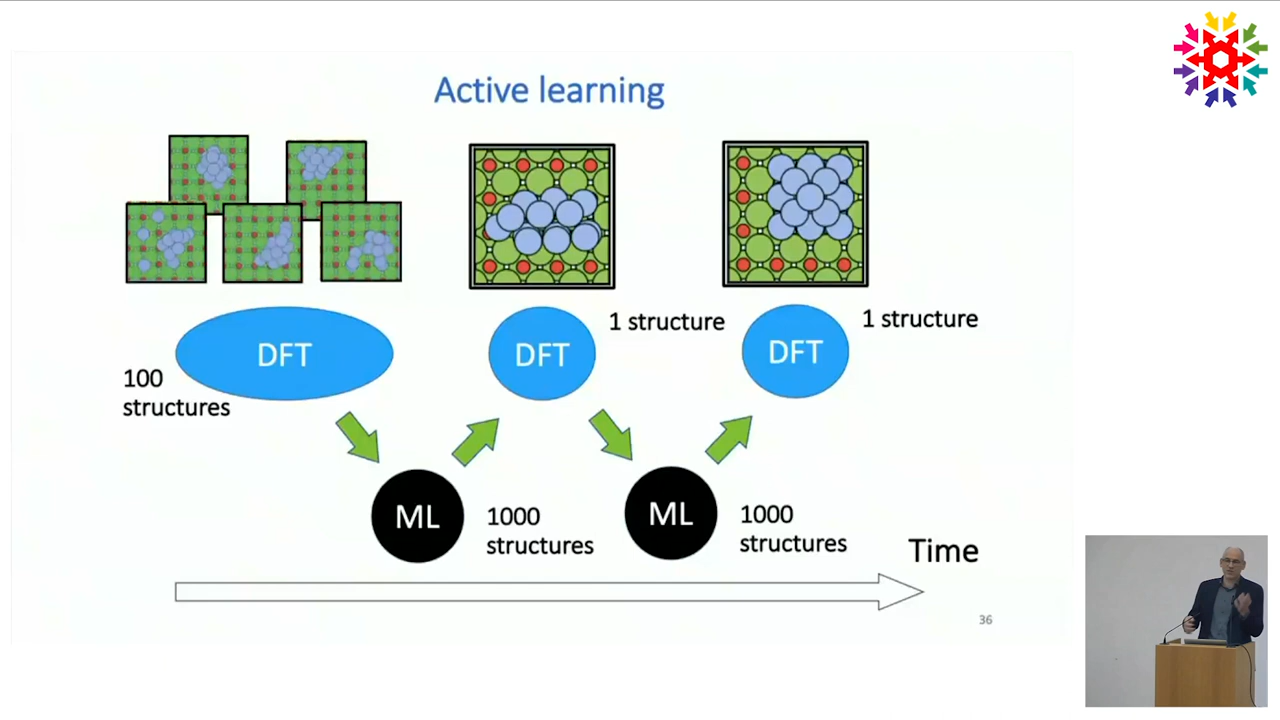 Active learning
DFT
100
structures
DFT
1 structure
DFT
1 structure
ML
1000
structures
ML
1000
structures
Time
36